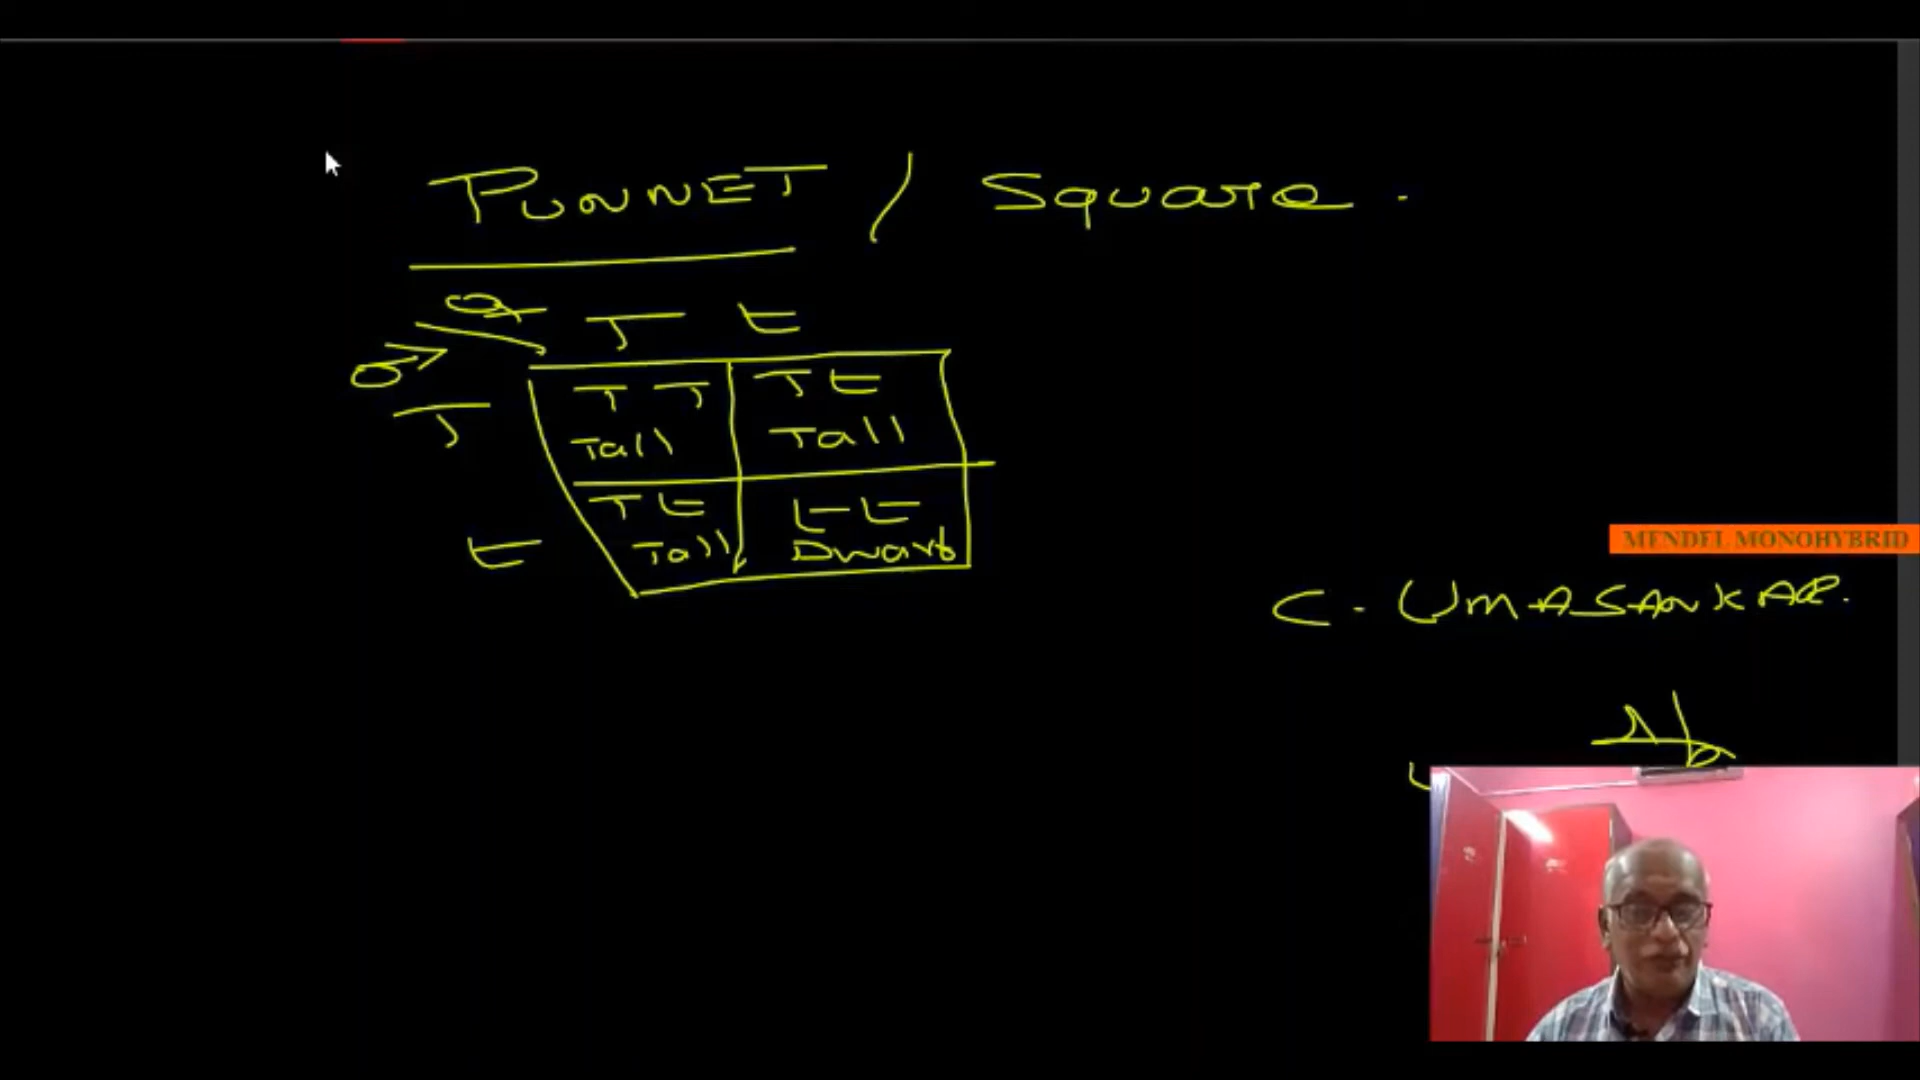 PUNNET / Square.
♀ T t
♂
T TT Tt
Tall Tall
t Tt tt
Tall Dwarf
MENDEL MONOHYBRID
C. UMASANKAR.